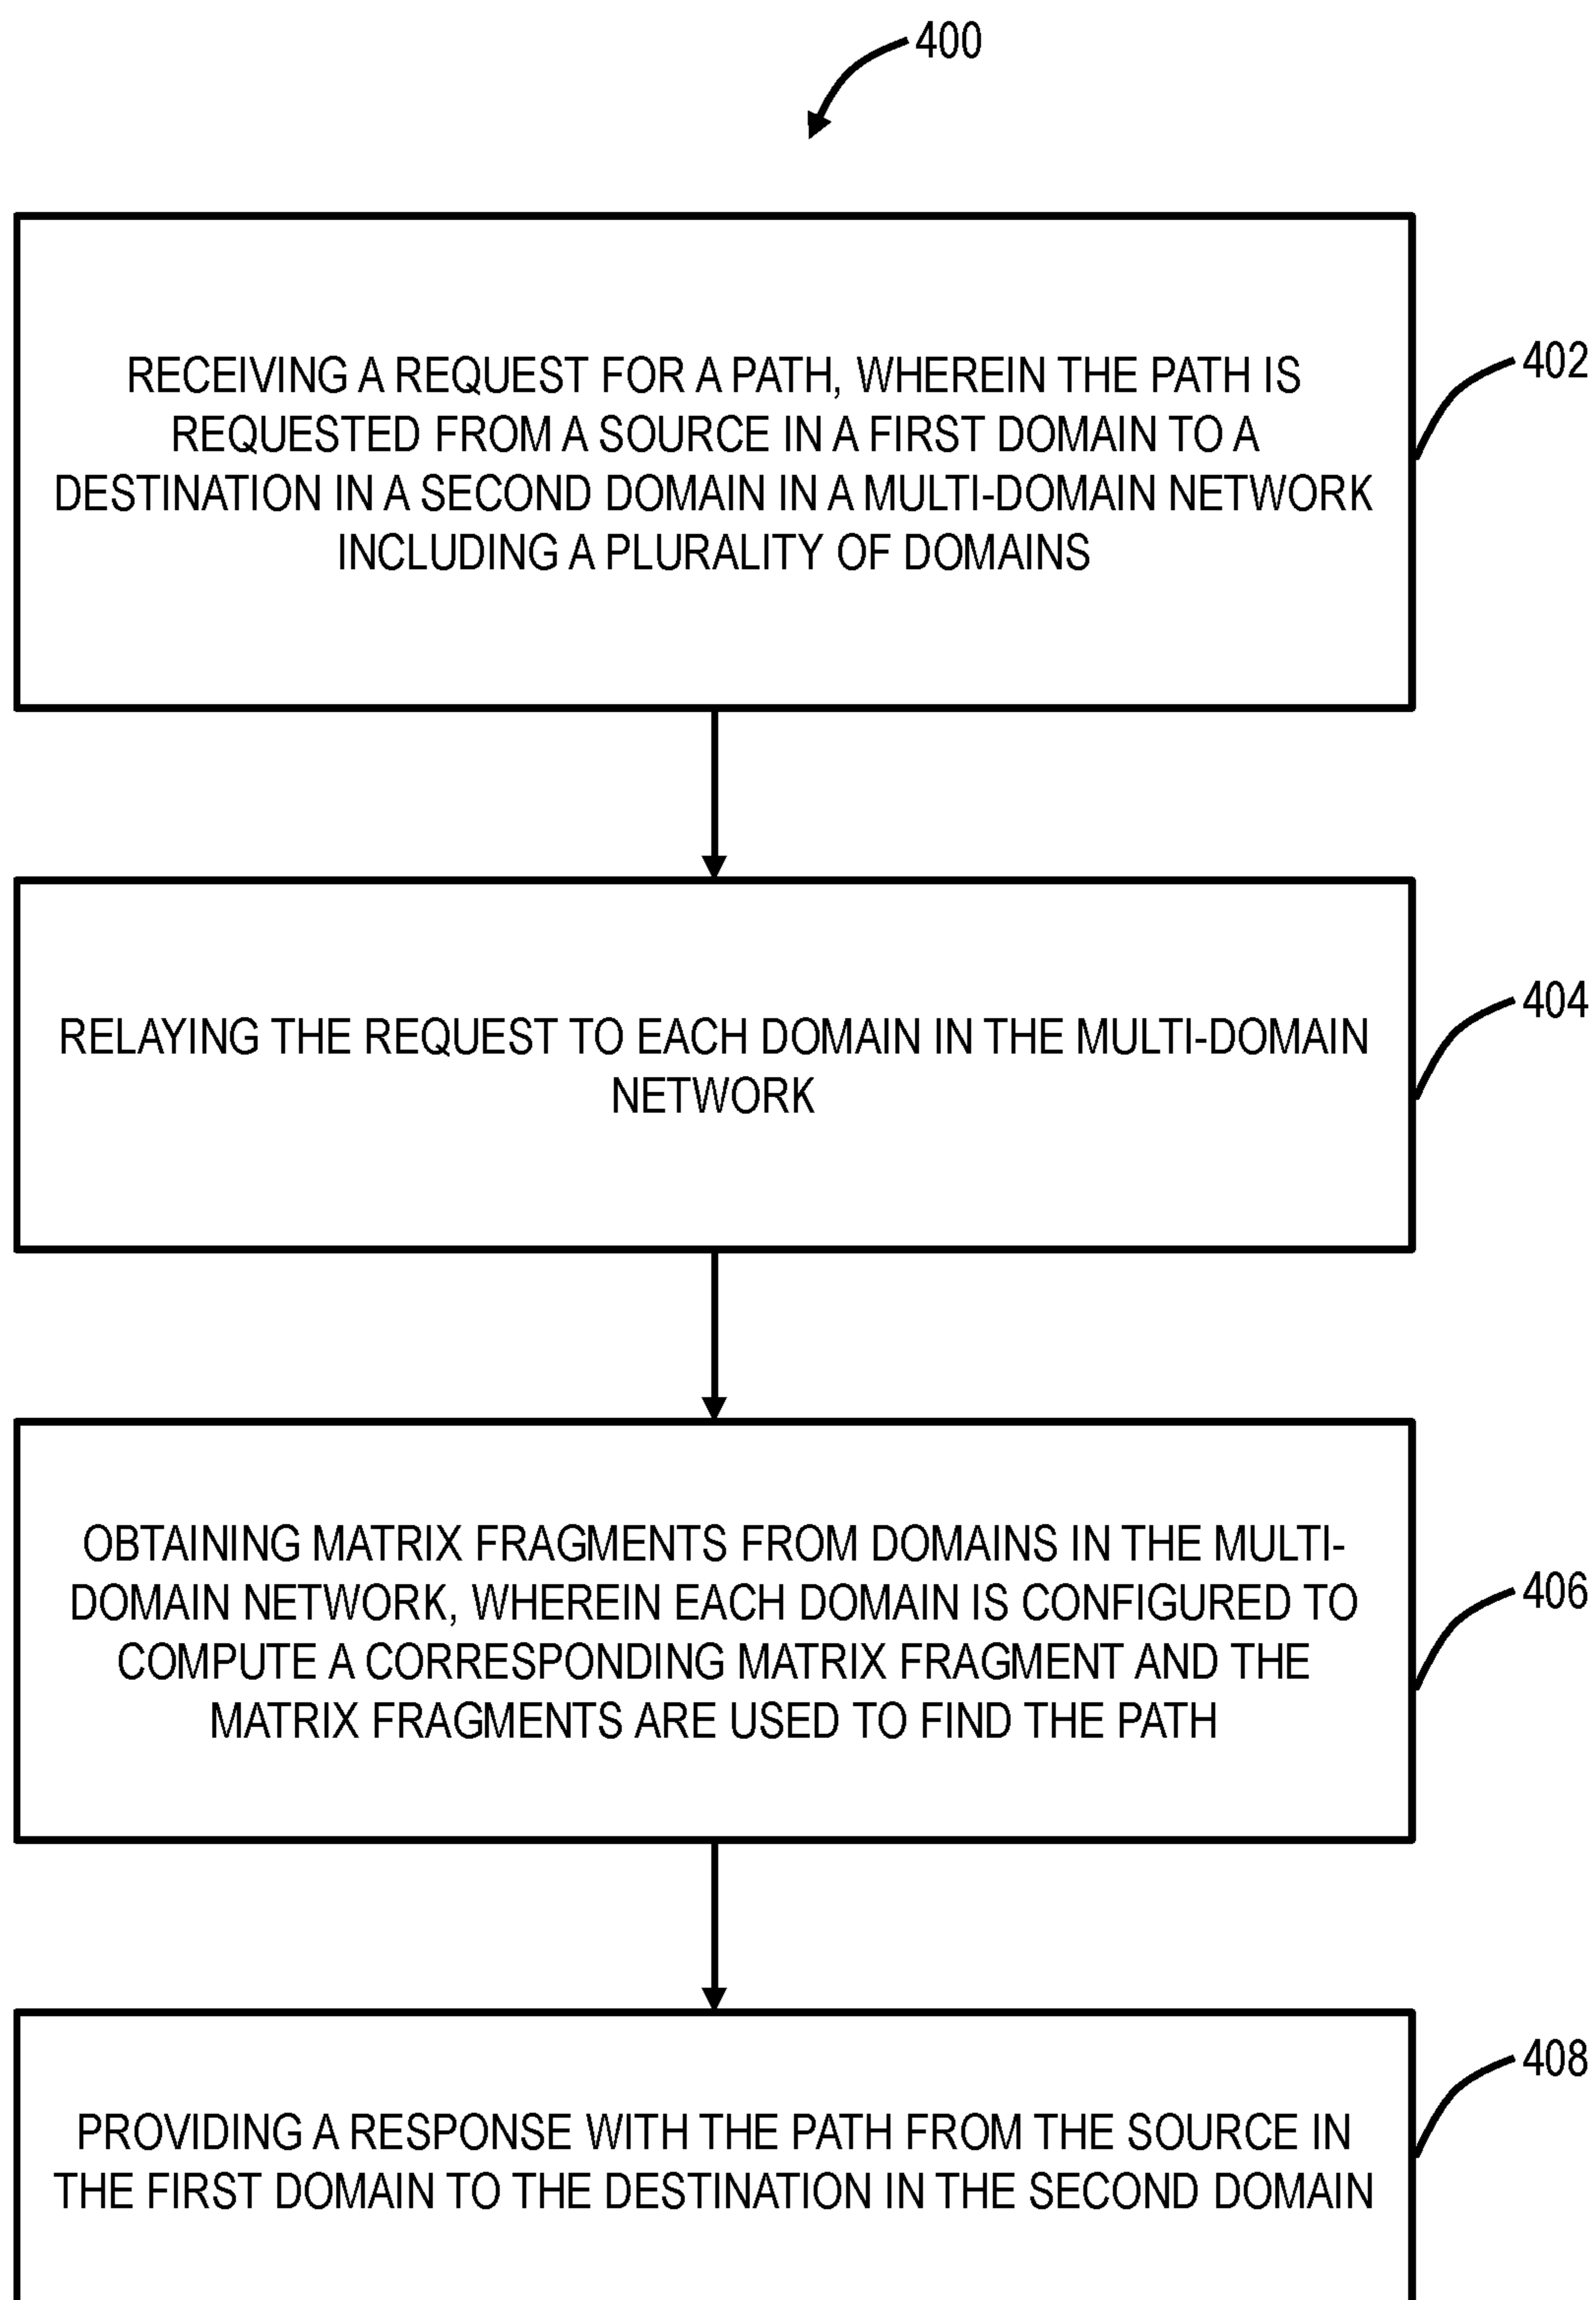 400
RECEIVING A REQUEST FOR A PATH, WHEREIN THE PATH IS
REQUESTED FROM A SOURCE IN A FIRST DOMAIN TO A
DESTINATION IN A SECOND DOMAIN IN A MULTI-DOMAIN NETWORK
INCLUDING A PLURALITY OF DOMAINS
402
RELAYING THE REQUEST TO EACH DOMAIN IN THE MULTI-DOMAIN
NETWORK
404
OBTAINING MATRIX FRAGMENTS FROM DOMAINS IN THE MULTI-
DOMAIN NETWORK, WHEREIN EACH DOMAIN IS CONFIGURED TO
COMPUTE A CORRESPONDING MATRIX FRAGMENT AND THE
MATRIX FRAGMENTS ARE USED TO FIND THE PATH
406
PROVIDING A RESPONSE WITH THE PATH FROM THE SOURCE IN
THE FIRST DOMAIN TO THE DESTINATION IN THE SECOND DOMAIN
408